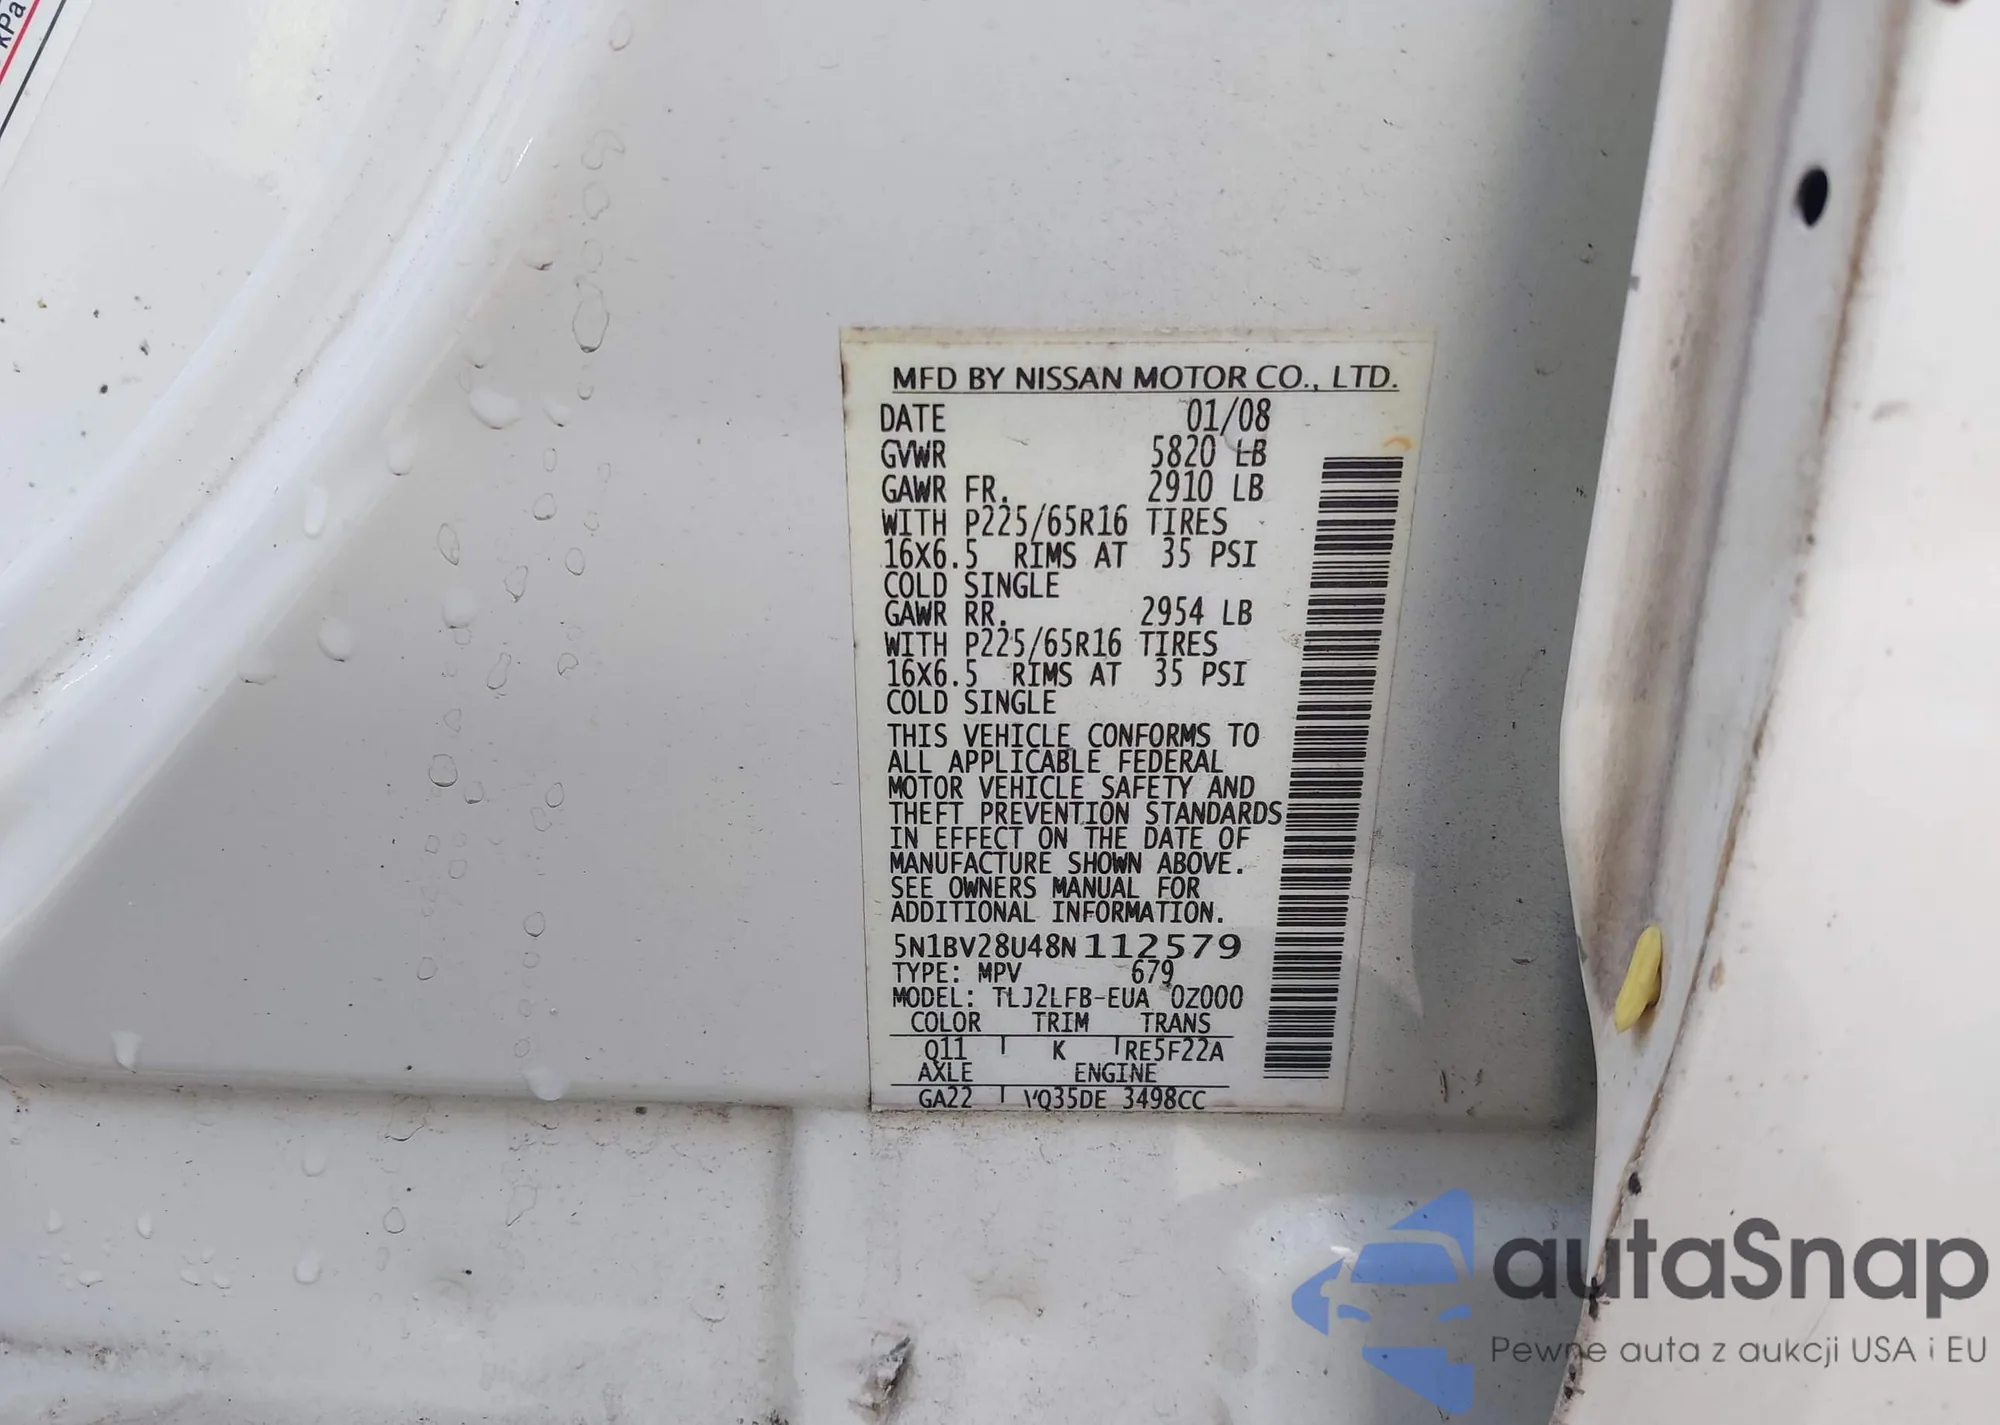 kPa
MFD BY NISSAN MOTOR CO., LTD.
DATE 01/08
GVWR 5820 LB
GAWR FR. 2910 LB
WITH P225/65R16 TIRES
16X6.5 RIMS AT 35 PSI
COLD SINGLE
GAWR RR. 2954 LB
WITH P225/65R16 TIRES
16X6.5 RIMS AT 35 PSI
COLD SINGLE
THIS VEHICLE CONFORMS TO
ALL APPLICABLE FEDERAL
MOTOR VEHICLE SAFETY AND
THEFT PREVENTION STANDARDS
IN EFFECT ON THE DATE OF
MANUFACTURE SHOWN ABOVE.
SEE OWNERS MANUAL FOR
ADDITIONAL INFORMATION.
5N1BV28U48N 112579
TYPE: MPV 679
MODEL: TLJ2LFB-EUA 0Z000
COLOR TRIM TRANS
Q11 K RE5F22A
AXLE ENGINE
GA22 VQ35DE 3498CC
autaSnap
Pewne auta z aukcji USA i EU